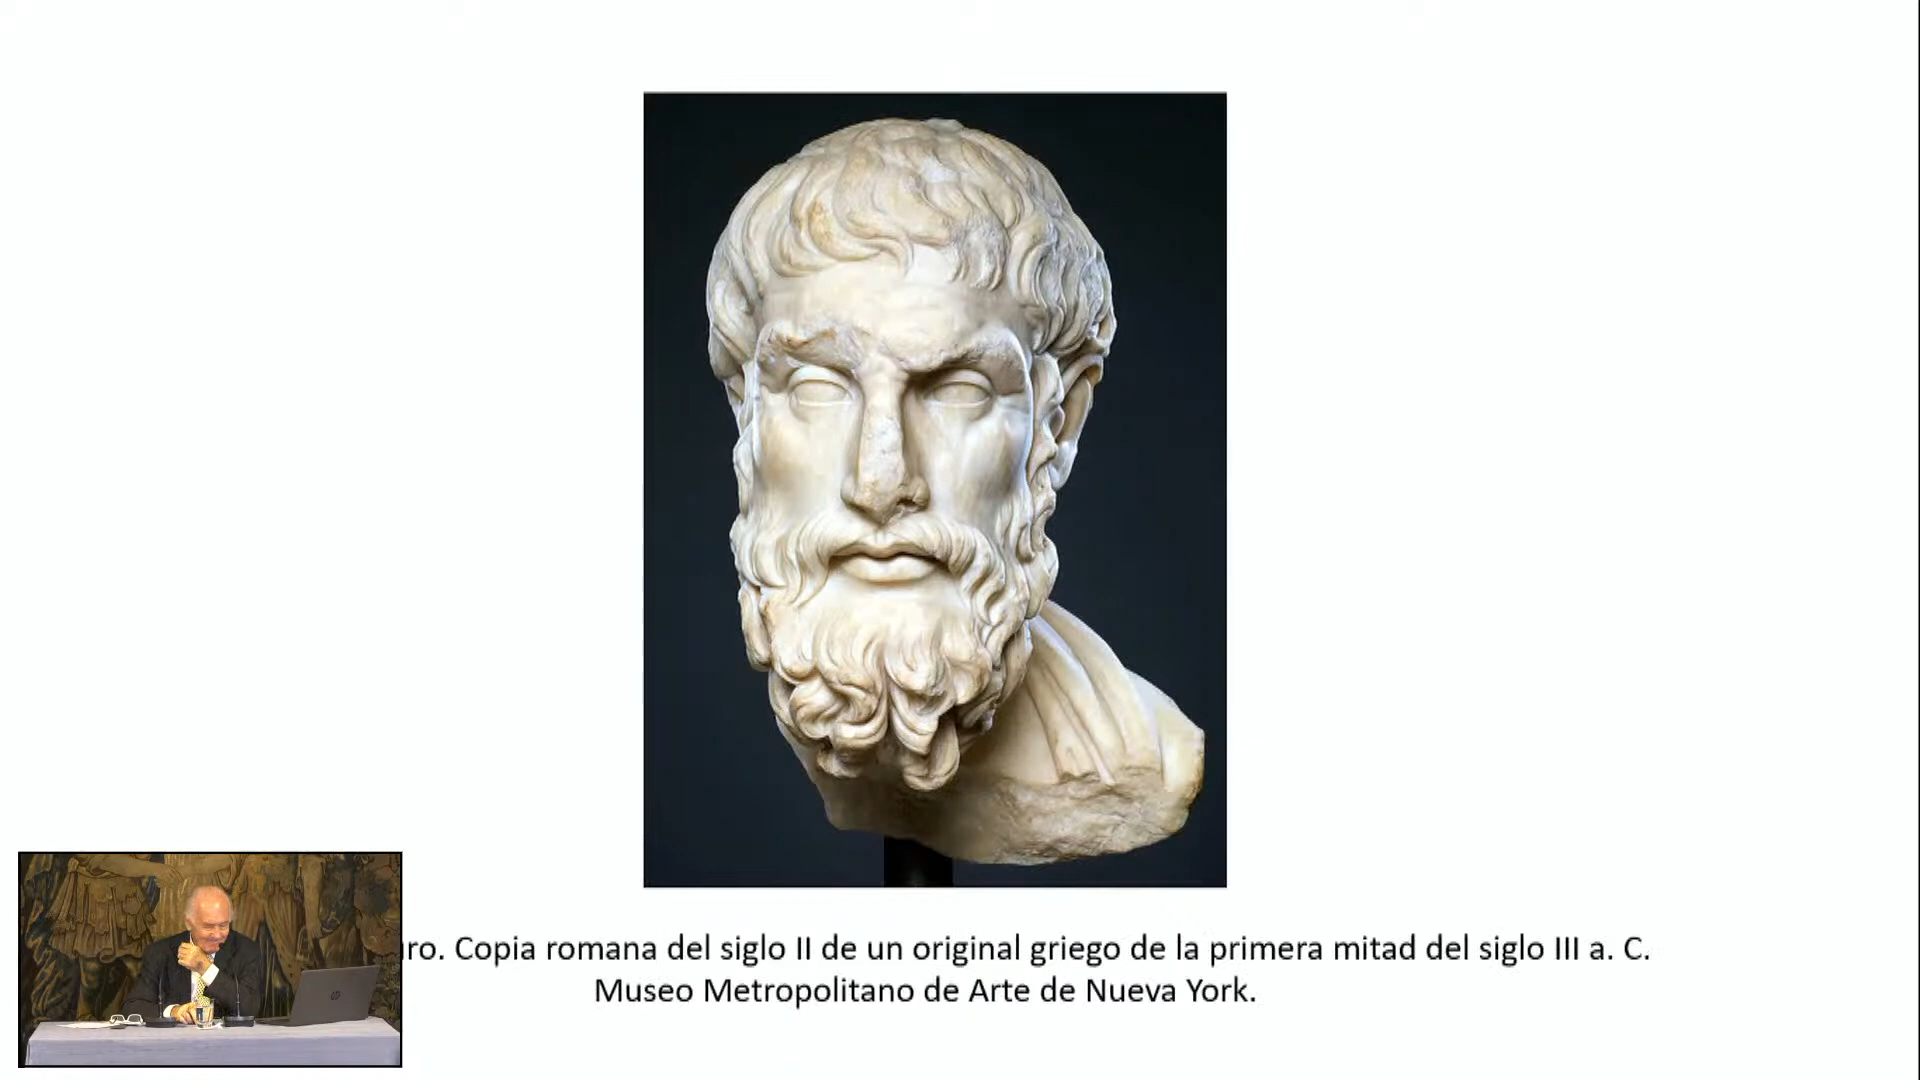 ro. Copia romana del siglo II de un original griego de la primera mitad del siglo III a. C.
Museo Metropolitano de Arte de Nueva York.
hp